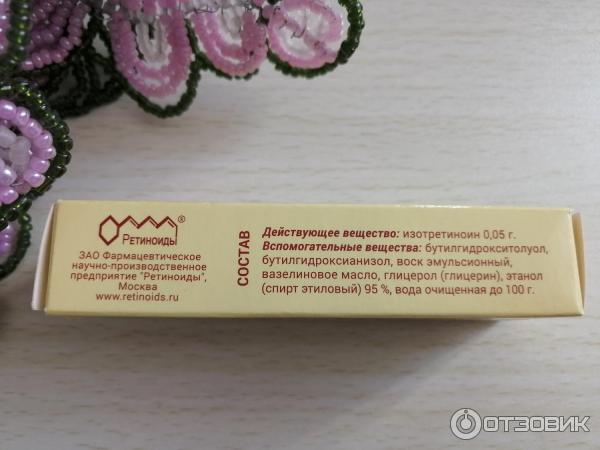 Ретиноиды®
ЗАО Фармацевтическое
научно-производственное
предприятие "Ретиноиды",
Москва
www.retinoids.ru
СОСТАВ
Действующее вещество: изотретиноин 0,05 г.
Вспомогательные вещества: бутилгидрокситолуол,
бутилгидроксианизол, воск эмульсионный,
вазелиновое масло, глицерол (глицерин), этанол
(спирт этиловый) 95 %, вода очищенная до 100 г.
ОТЗОВИК